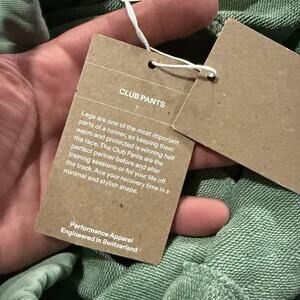 CLUB PANTS
Legs are one of the most important
parts of a runner, so keeping them
warm and protected is winning half
the race. The Club Pants are the
perfect partner before and after
training sessions or for your life off
the track. Ace your recovery time in a
minimal and stylish shape.
Performance Apparel
Engineered in Switzerland